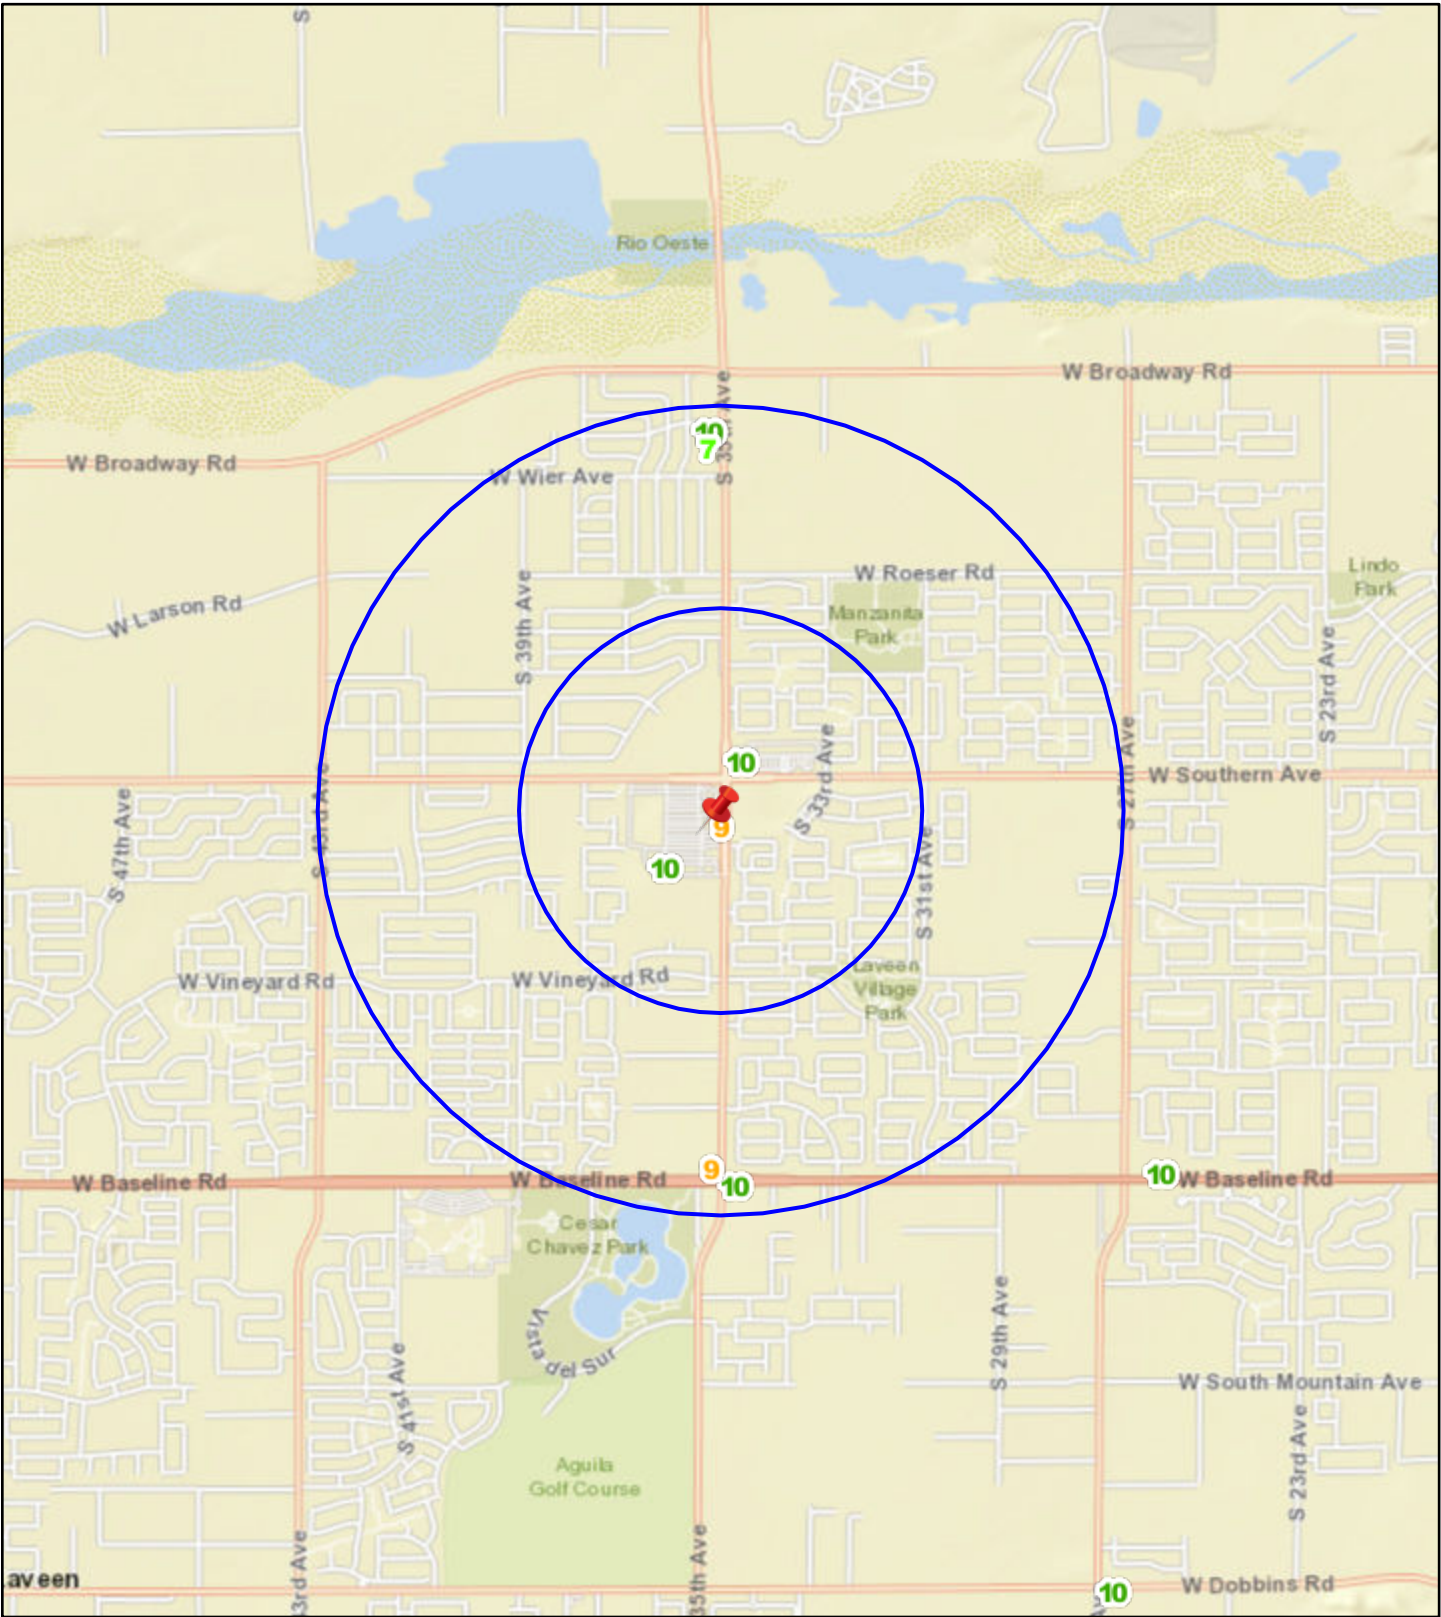 S
Rio Oeste
W Broadway Rd
S 35th Ave
10
7
W Broadway Rd
W Wier Ave
W Roeser Rd
Lindo
Park
W Larson Rd
S 39th Ave
Manzanita
Park
S 23rd Ave
10
W Southern Ave
S 27th Ave
S 33rd Ave
S 43rd Ave
S 47th Ave
9
10
S 31st Ave
W Vineyard Rd
W Vineyard Rd
Laveen
Village
Park
9
10
10
W Baseline Rd
W Baseline Rd
W Baseline Rd
Cesar
Chavez Park
Vista del Sur
S 29th Ave
S 41st Ave
W South Mountain Ave
S 23rd Ave
Aguila
Golf Course
aveen
3rd Ave
35th Ave
10
W Dobbins Rd